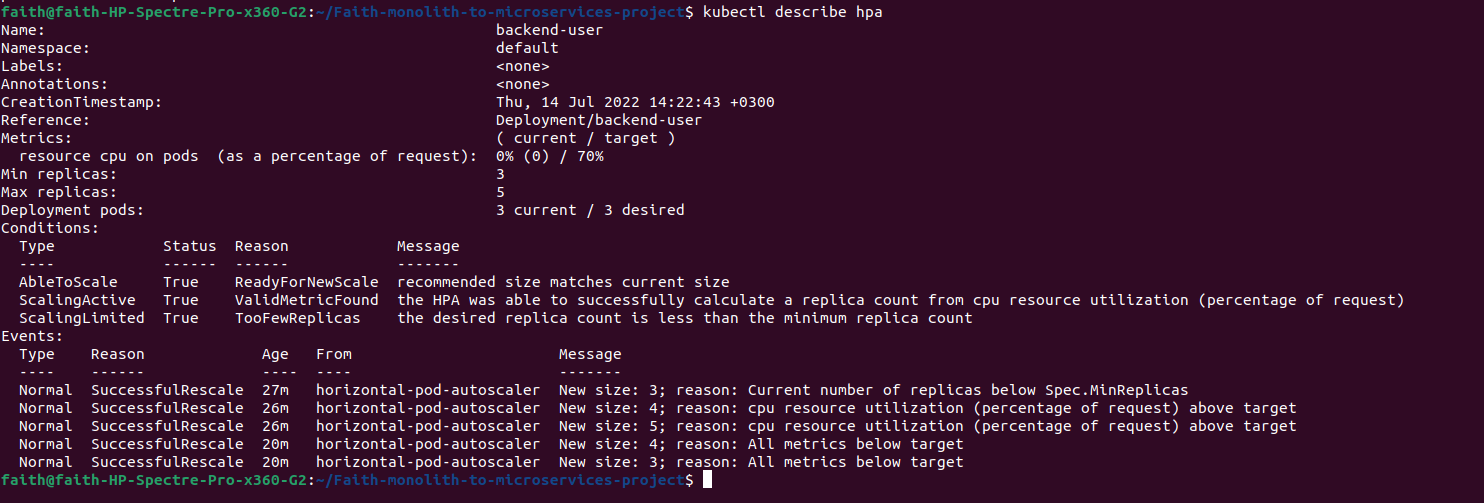 faith@faith-HP-Spectre-Pro-x360-G2:~/Faith-monolith-to-microservices-project$ kubectl describe hpa
Name:                                                  backend-user
Namespace:                                             default
Labels:                                                <none>
Annotations:                                           <none>
CreationTimestamp:                                     Thu, 14 Jul 2022 14:22:43 +0300
Reference:                                             Deployment/backend-user
Metrics:                                               ( current / target )
  resource cpu on pods  (as a percentage of request):  0% (0) / 70%
Min replicas:                                          3
Max replicas:                                          5
Deployment pods:                                       3 current / 3 desired
Conditions:
  Type            Status  Reason            Message
  ----            ------  ------            -------
  AbleToScale     True    ReadyForNewScale  recommended size matches current size
  ScalingActive   True    ValidMetricFound  the HPA was able to successfully calculate a replica count from cpu resource utilization (percentage of request)
  ScalingLimited  True    TooFewReplicas    the desired replica count is less than the minimum replica count
Events:
  Type    Reason             Age   From                       Message
  ----    ------             ----  ----                       -------
  Normal  SuccessfulRescale  27m   horizontal-pod-autoscaler  New size: 3; reason: Current number of replicas below Spec.MinReplicas
  Normal  SuccessfulRescale  26m   horizontal-pod-autoscaler  New size: 4; reason: cpu resource utilization (percentage of request) above target
  Normal  SuccessfulRescale  26m   horizontal-pod-autoscaler  New size: 5; reason: cpu resource utilization (percentage of request) above target
  Normal  SuccessfulRescale  20m   horizontal-pod-autoscaler  New size: 4; reason: All metrics below target
  Normal  SuccessfulRescale  20m   horizontal-pod-autoscaler  New size: 3; reason: All metrics below target
faith@faith-HP-Spectre-Pro-x360-G2:~/Faith-monolith-to-microservices-project$